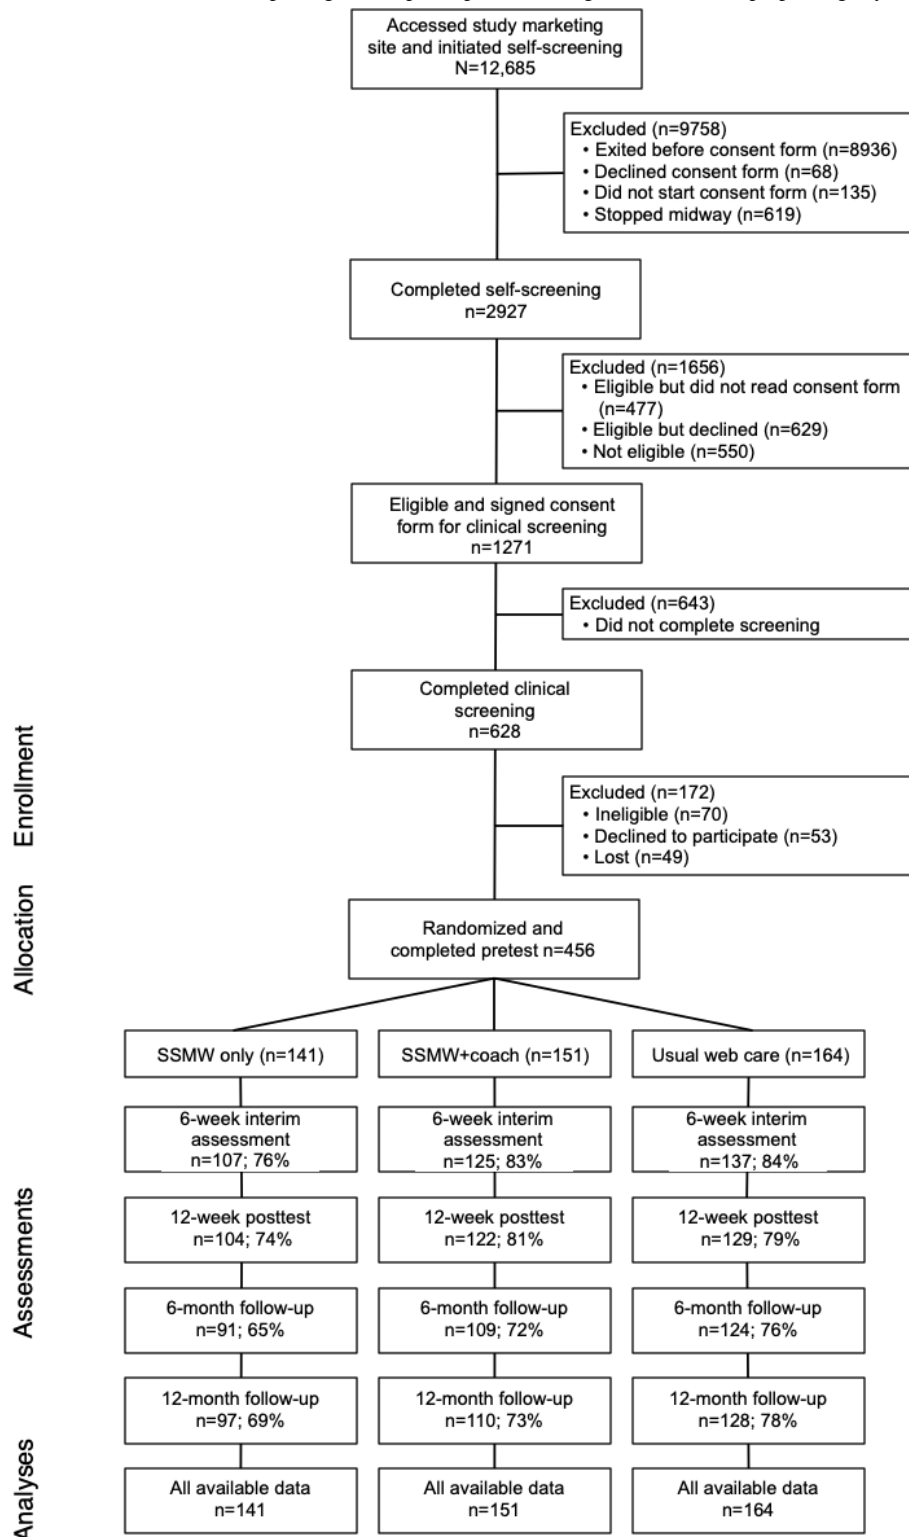 Accessed study marketing
site and initiated self-screening
N=12,685
Excluded (n=9758)
• Exited before consent form (n=8936)
• Declined consent form (n=68)
• Did not start consent form (n=135)
• Stopped midway (n=619)
Completed self-screening
n=2927
Excluded (n=1656)
• Eligible but did not read consent form
(n=477)
• Eligible but declined (n=629)
• Not eligible (n=550)
Eligible and signed consent
form for clinical screening
n=1271
Excluded (n=643)
• Did not complete screening
Completed clinical
screening
n=628
Enrollment
Excluded (n=172)
• Ineligible (n=70)
• Declined to participate (n=53)
• Lost (n=49)
Allocation
Randomized and
completed pretest n=456
SSMW only (n=141)
SSMW+coach (n=151)
Usual web care (n=164)
Assessments
6-week interim
assessment
n=107; 76%
6-week interim
assessment
n=125; 83%
6-week interim
assessment
n=137; 84%
12-week posttest
n=104; 74%
12-week posttest
n=122; 81%
12-week posttest
n=129; 79%
6-month follow-up
n=91; 65%
6-month follow-up
n=109; 72%
6-month follow-up
n=124; 76%
12-month follow-up
n=97; 69%
12-month follow-up
n=110; 73%
12-month follow-up
n=128; 78%
Analyses
All available data
n=141
All available data
n=151
All available data
n=164